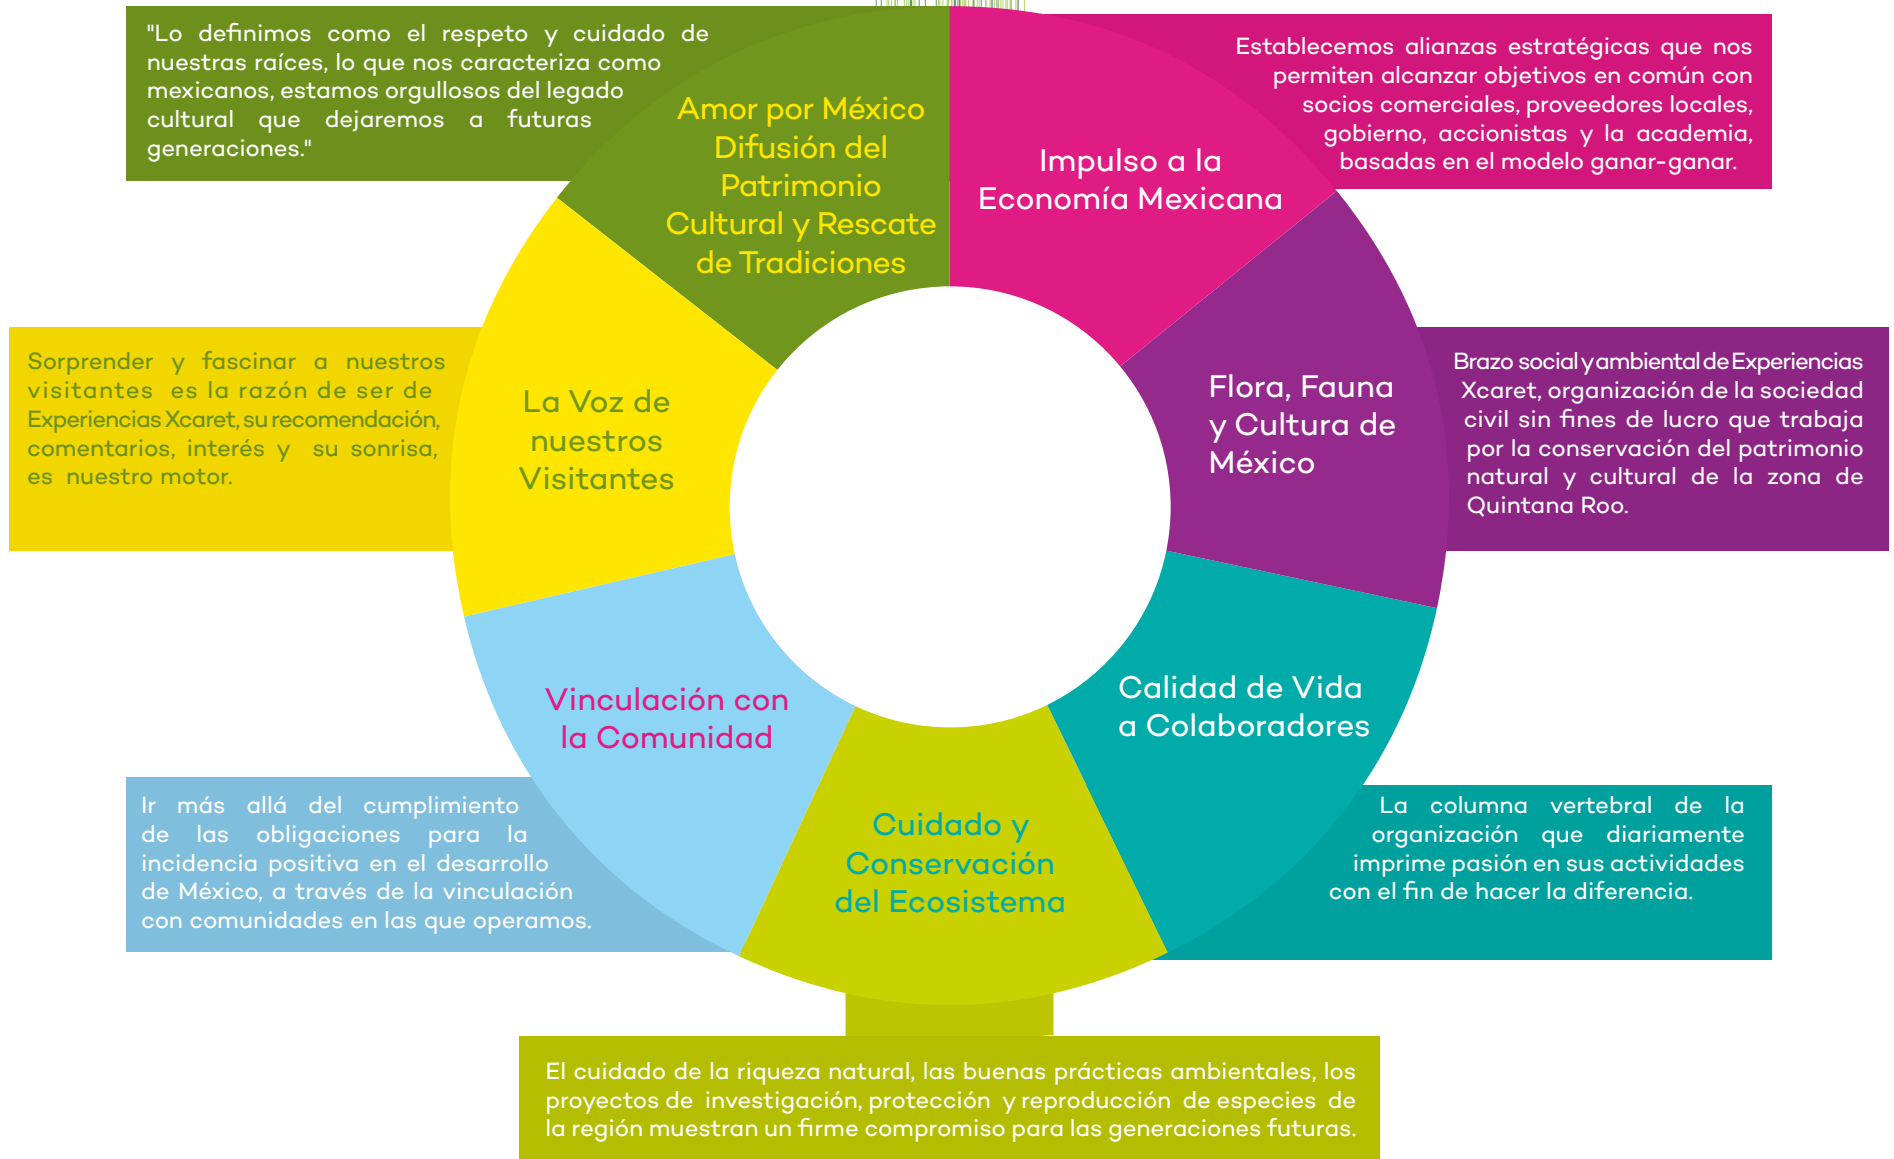 "Lo definimos como el respeto y cuidado de
nuestras raíces, lo que nos caracteriza como
mexicanos, estamos orgullosos del legado
cultural que dejaremos a futuras
generaciones."
Amor por México
Difusión del
Patrimonio
Cultural y Rescate
de Tradiciones
Impulso a la
Economía Mexicana
Establecemos alianzas estratégicas que nos
permiten alcanzar objetivos en común con
socios comerciales, proveedores locales,
gobierno, accionistas y la academia,
basadas en el modelo ganar-ganar.
Sorprender y fascinar a nuestros
visitantes es la razón de ser de
Experiencias Xcaret, su recomendación,
comentarios, interés y su sonrisa,
es nuestro motor.
La Voz de
nuestros
Visitantes
Flora, Fauna
y Cultura de
México
Brazo social y ambiental de Experiencias
Xcaret, organización de la sociedad
civil sin fines de lucro que trabaja
por la conservación del patrimonio
natural y cultural de la zona de
Quintana Roo.
Vinculación con
la Comunidad
Calidad de Vida
a Colaboradores
Ir más allá del cumplimiento
de las obligaciones para la
incidencia positiva en el desarrollo
de México, a través de la vinculación
con comunidades en las que operamos.
Cuidado y
Conservación
del Ecosistema
La columna vertebral de la
organización que diariamente
imprime pasión en sus actividades
con el fin de hacer la diferencia.
El cuidado de la riqueza natural, las buenas prácticas ambientales, los
proyectos de investigación, protección y reproducción de especies de
la región muestran un firme compromiso para las generaciones futuras.